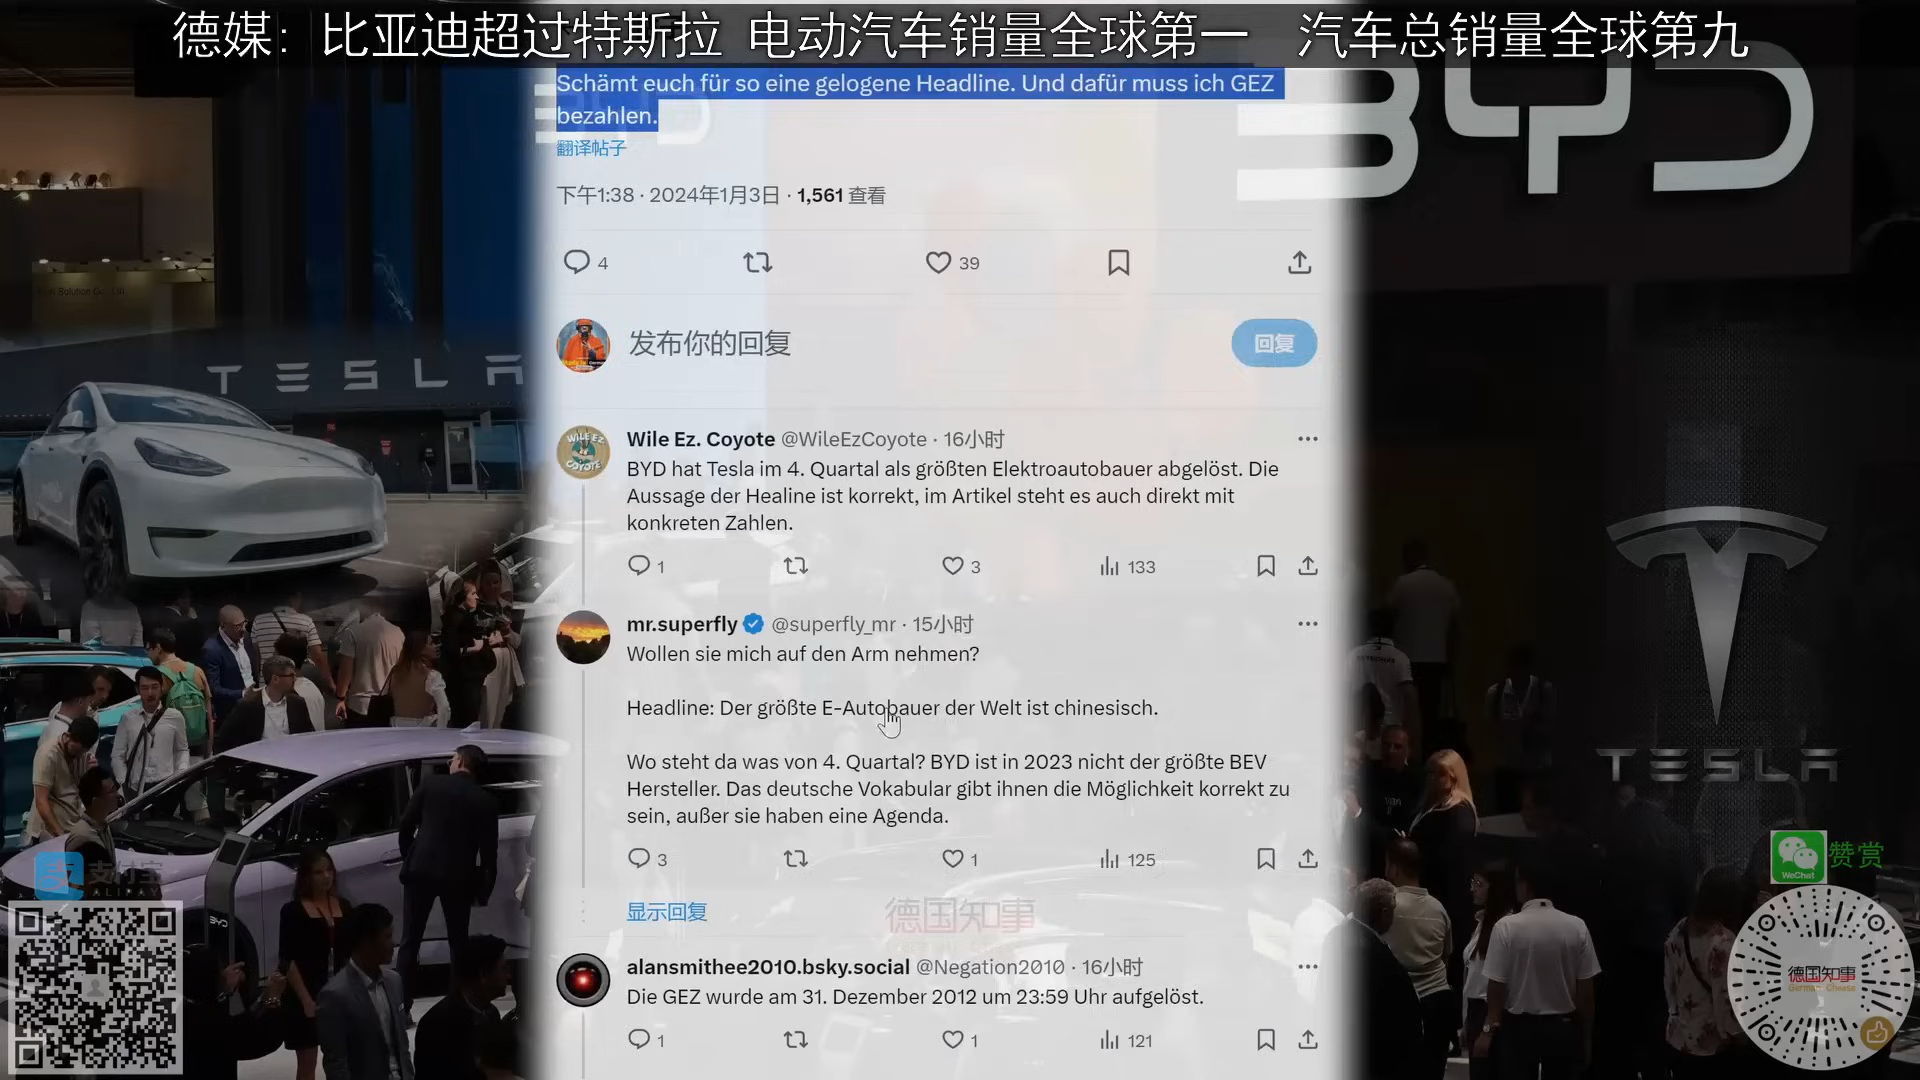 德媒：比亚迪超过特斯拉 电动汽车销量全球第一 汽车总销量全球第九
Schämt euch für so eine gelogene Headline. Und dafür muss ich GEZ
bezahlen.
翻译帖子
下午1:38 · 2024年1月3日 · 1,561 查看
4 39
发布你的回复
回复
Wile Ez. Coyote @WileEzCoyote · 16小时
BYD hat Tesla im 4. Quartal als größten Elektroautobauer abgelöst. Die
Aussage der Healine ist korrekt, im Artikel steht es auch direkt mit
konkreten Zahlen.
1 3 133
mr.superfly @superfly_mr · 15小时
Wollen sie mich auf den Arm nehmen?
Headline: Der größte E-Autobauer der Welt ist chinesisch.
Wo steht da was von 4. Quartal? BYD ist in 2023 nicht der größte BEV
Hersteller. Das deutsche Vokabular gibt ihnen die Möglichkeit korrekt zu
sein, außer sie haben eine Agenda.
3 1 125
显示回复
alansmithee2010.bsky.social @Negation2010 · 16小时
Die GEZ wurde am 31. Dezember 2012 um 23:59 Uhr aufgelöst.
1 1 121
BYD
TESLA
TESLA
BYD
支付宝
ALIPAY
WeChat
赞赏
德国知事
德国知事
German Cheese